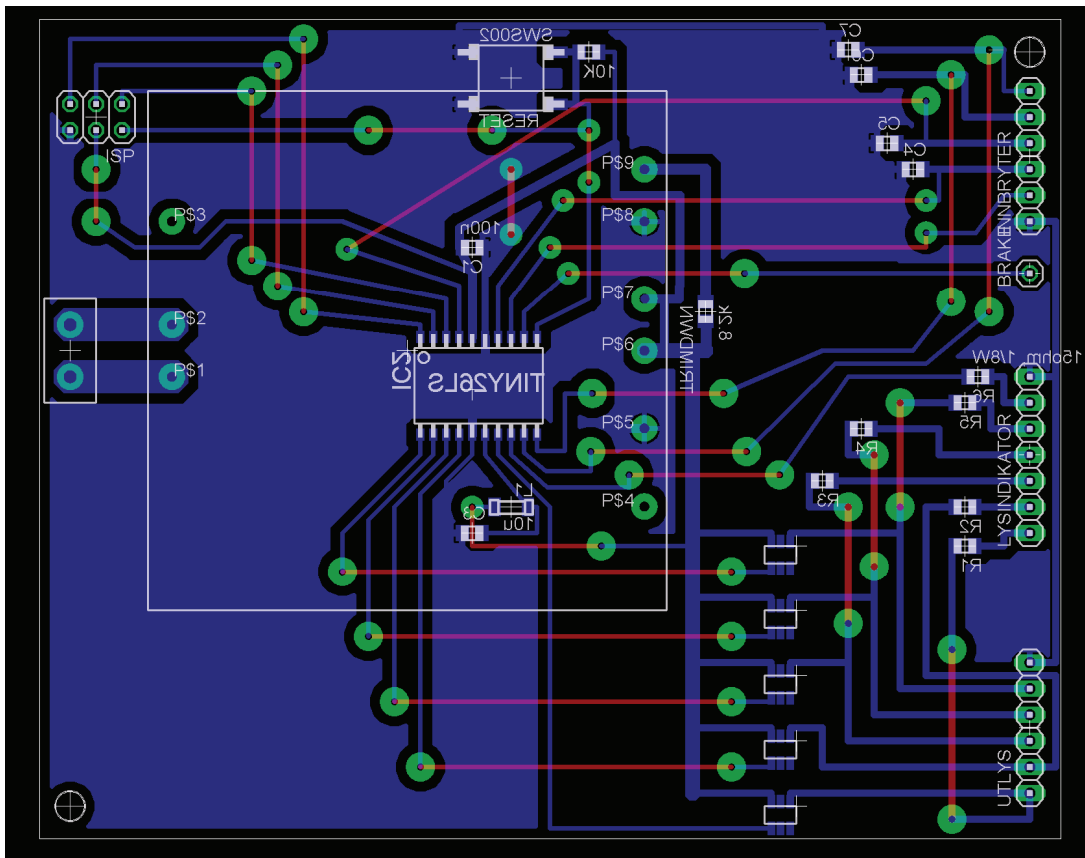 SWS002
10K
RESET
C7
C6
C5
C4
ISP
INNBRYTER
BRAKE
P$9
P$3
P$8
100n
C1
P$7
P$2
8.2k
TRIMDWN
P$6
P$1
IC2
TINY26LS
15ohm 1/8W
R6
R5
P$5
R4
LYSINDIKATOR
L1
10u
C3
P$4
R3
R2
R1
UTLYS